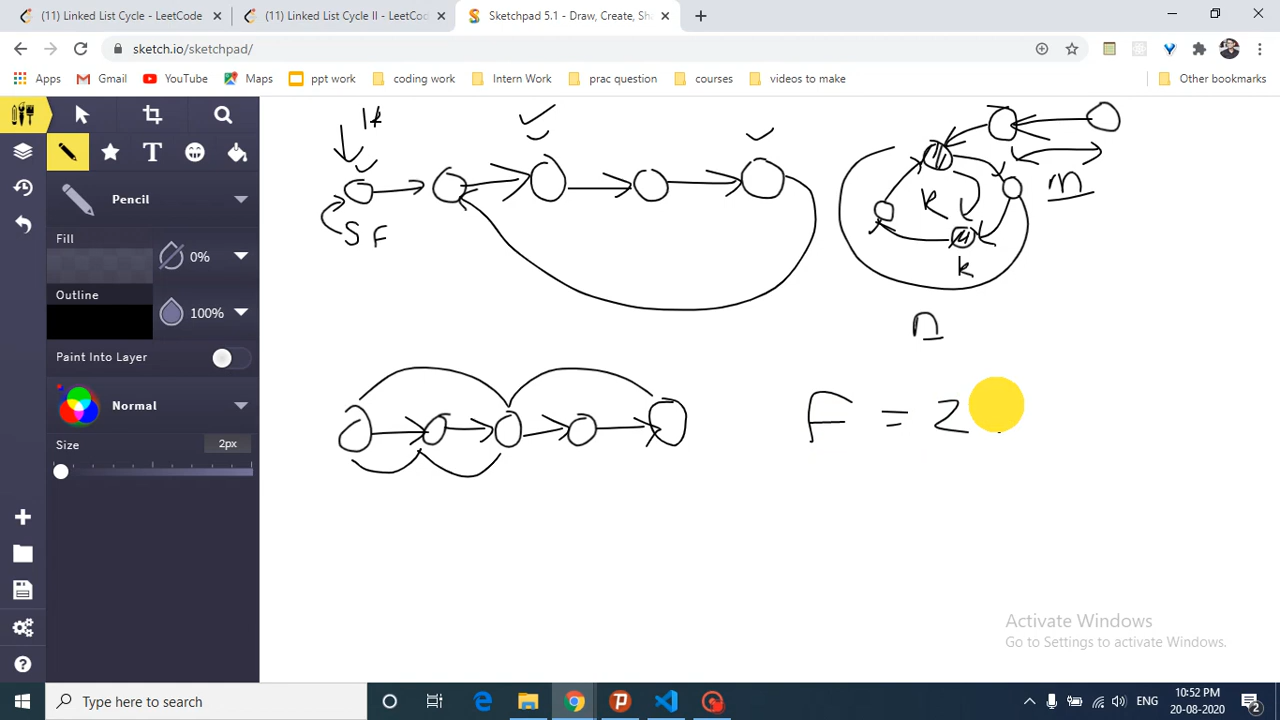 (11) Linked List Cycle - LeetCode
(11) Linked List Cycle II - LeetCode
Sketchpad 5.1 - Draw, Create, Sha
sketch.io/sketchpad/
Apps Gmail YouTube Maps ppt work coding work Intern Work prac question courses videos to make Other bookmarks
Pencil
Fill
0%
Outline
100%
Paint Into Layer
Normal
Size
2px
k
S F
m
k
k
n
F = 2
Activate Windows
Go to Settings to activate Windows.
Type here to search
ENG
10:52 PM
20-08-2020
2